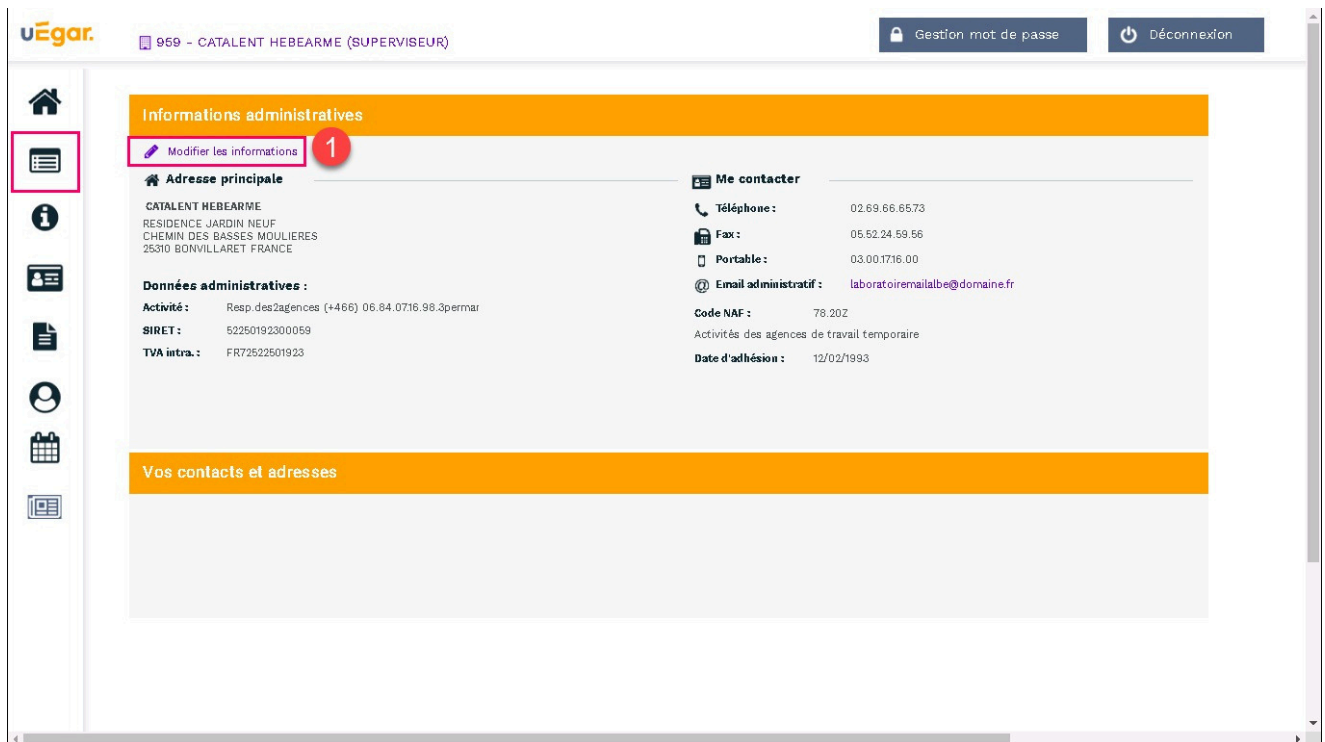 uEgar.
959 - CATALENT HEBEARME (SUPERVISEUR)
Gestion mot de passe
Déconnexion
Informations administratives
Modifier les informations
1
Adresse principale
CATALENT HEBEARME
RESIDENCE JARDIN NEUF
CHEMIN DES BASSES MOULIERES
25310 BONVILLARET FRANCE
Données administratives :
Activité : Resp.des2agences (+466) 06.84.0716.98.3permar
SIRET : 52250192300059
TVA intra. : FR72522501923
Me contacter
Téléphone : 02.69.66.65.73
Fax : 05.52.24.59.56
Portable : 03.00.17.16.00
Email administratif : laboratoiremailalbe@domaine.fr
Code NAF : 78.20Z
Activités des agences de travail temporaire
Date d'adhésion : 12/02/1993
Vos contacts et adresses